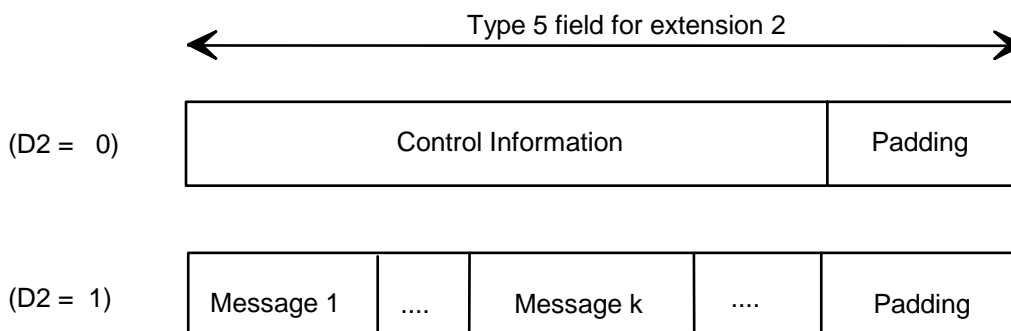 Type 5 field for extension 2
(D2 = 0) Control Information Padding
(D2 = 1) Message 1 .... Message k .... Padding